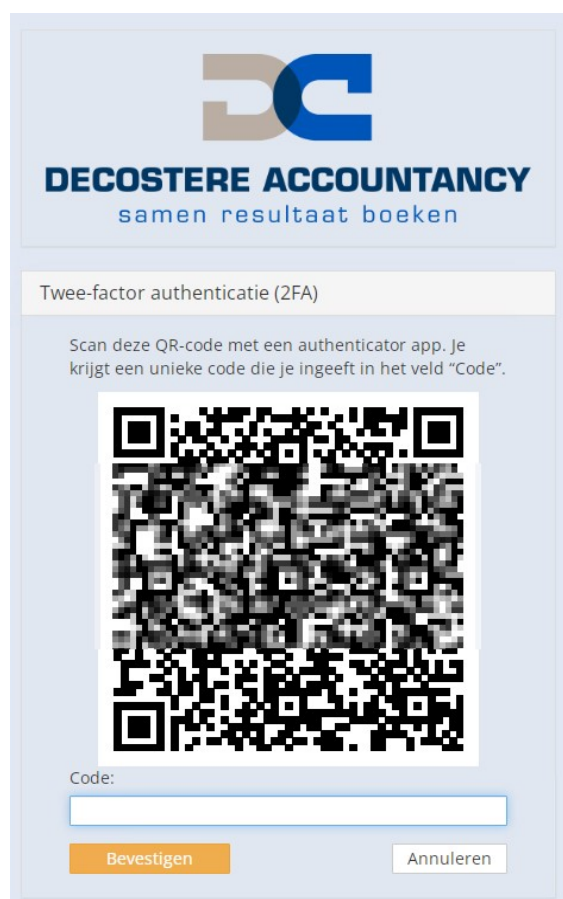 DC
DECOSTERE ACCOUNTANCY
samen resultaat boeken
Twee-factor authenticatie (2FA)
Scan deze QR-code met een authenticator app. Je
krijgt een unieke code die je ingeeft in het veld “Code”.
Code:
Bevestigen
Annuleren